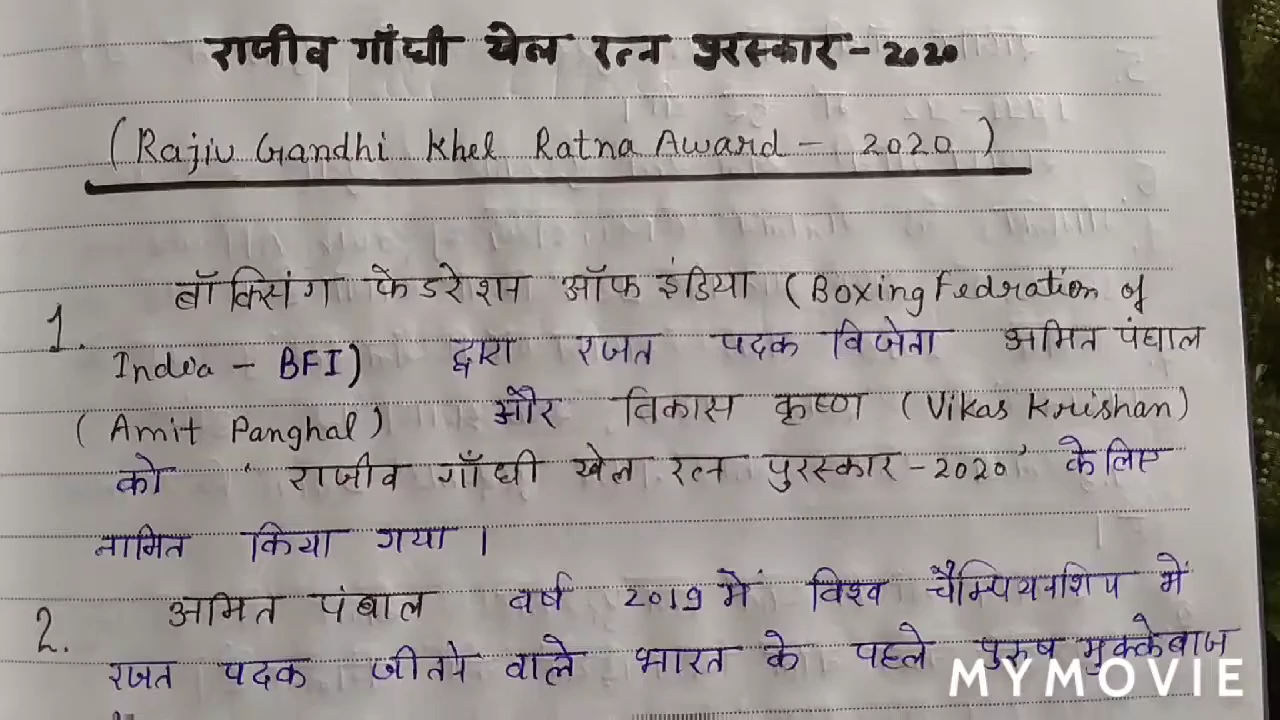 राजीव गाँधी खेल रत्न पुरस्कार - 2020
(Rajiv Gandhi Khel Ratna Award - 2020)
1. बॉक्सिंग फेडरेशन ऑफ इंडिया (Boxing Fedration of
India - BFI) द्वारा रजत पदक विजेता अमित पंघाल
(Amit Panghal) और विकास कृष्ण (Vikas Krishan)
को 'राजीव गाँधी खेल रत्न पुरस्कार - 2020' के लिए
नामित किया गया ।
2. अमित पंघाल वर्ष 2019 में विश्व चैम्पियनशिप में
रजत पदक जीतने वाले भारत के पहले पुरुष मुक्केबाज
MYMOVIE